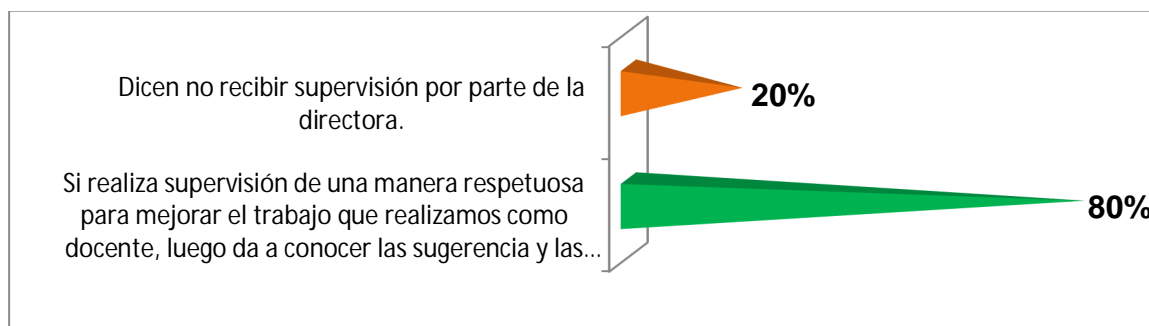 Dicen no recibir supervisión por parte de la
directora.
20%
Si realiza supervisión de una manera respetuosa
para mejorar el trabajo que realizamos como
docente, luego da a conocer las sugerencia y las...
80%